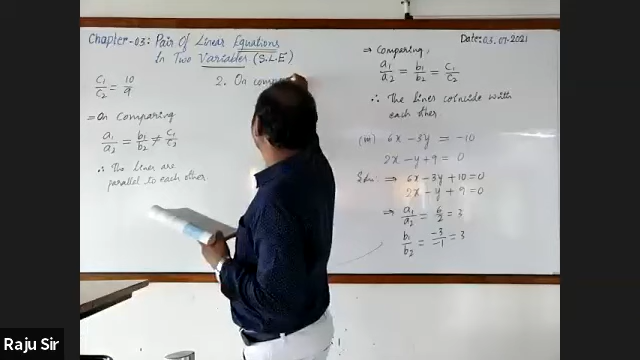 Chapter-03: Pair Of Linear Equations
In Two Variables (S.L.E)
Date: 03.07.2021
⇒ Comparing,
a₁/a₂ = b₁/b₂ = c₁/c₂
∴ The lines coincide with
each other.
(iii) 6x - 3y = -10
2x - y + 9 = 0
Soln: ⇒ 6x - 3y + 10 = 0
2x - y + 9 = 0
⇒ a₁/a₂ = 6/2 = 3
b₁/b₂ = -3/-1 = 3
c₁/c₂ = 10/9
⇒ On Comparing
a₁/a₂ = b₁/b₂ ≠ c₁/c₂
∴ The lines are
parallel to each other.
2. On comp
Raju Sir